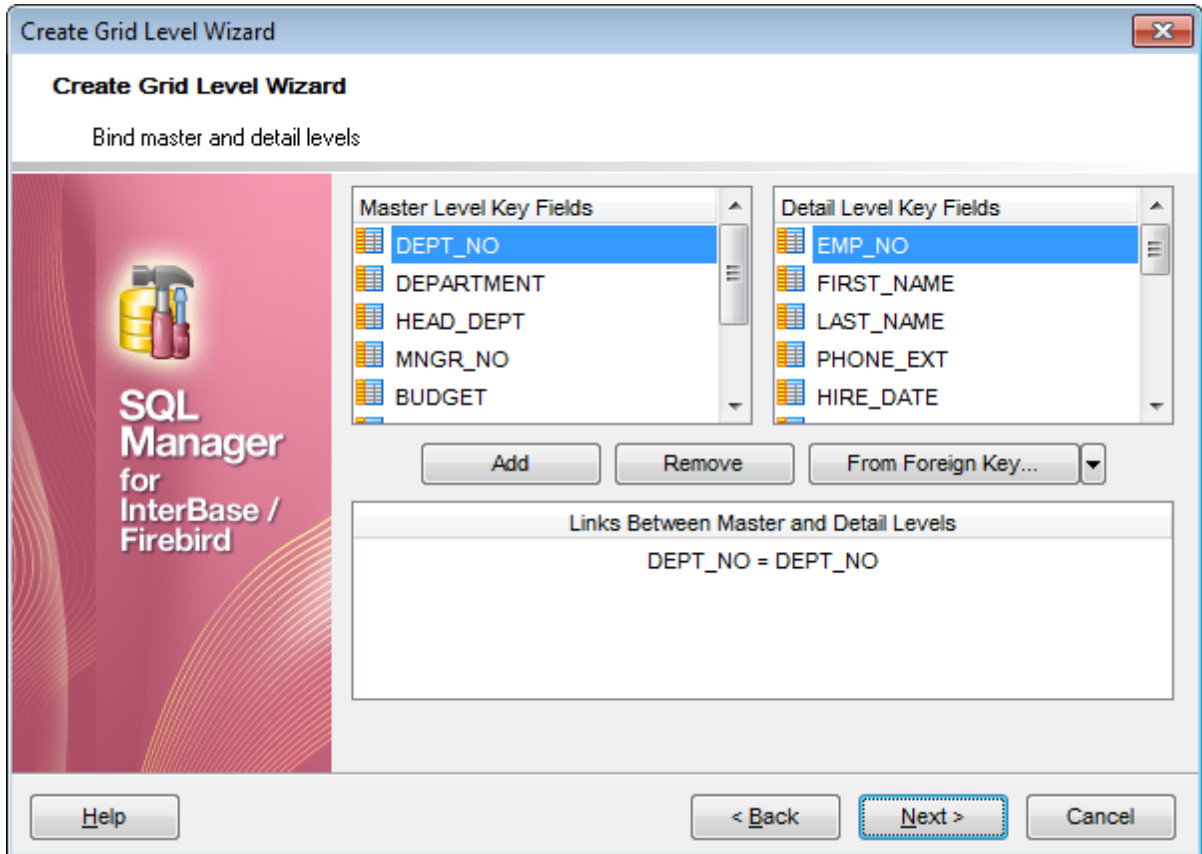 Create Grid Level Wizard
Create Grid Level Wizard
Bind master and detail levels
SQL
Manager
for
InterBase /
Firebird
Master Level Key Fields
DEPT_NO
DEPARTMENT
HEAD_DEPT
MNGR_NO
BUDGET
Detail Level Key Fields
EMP_NO
FIRST_NAME
LAST_NAME
PHONE_EXT
HIRE_DATE
Add
Remove
From Foreign Key...
Links Between Master and Detail Levels
DEPT_NO = DEPT_NO
Help
< Back
Next >
Cancel